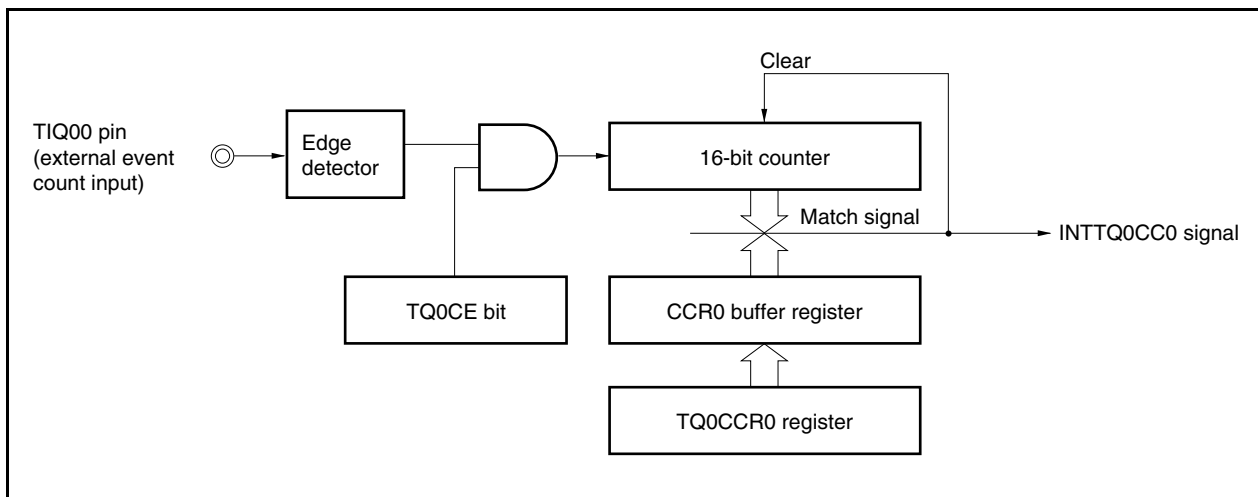 Clear
TIQ00 pin
(external event
count input)
Edge
detector
16-bit counter
Match signal
INTTQ0CC0 signal
TQ0CE bit
CCR0 buffer register
TQ0CCR0 register